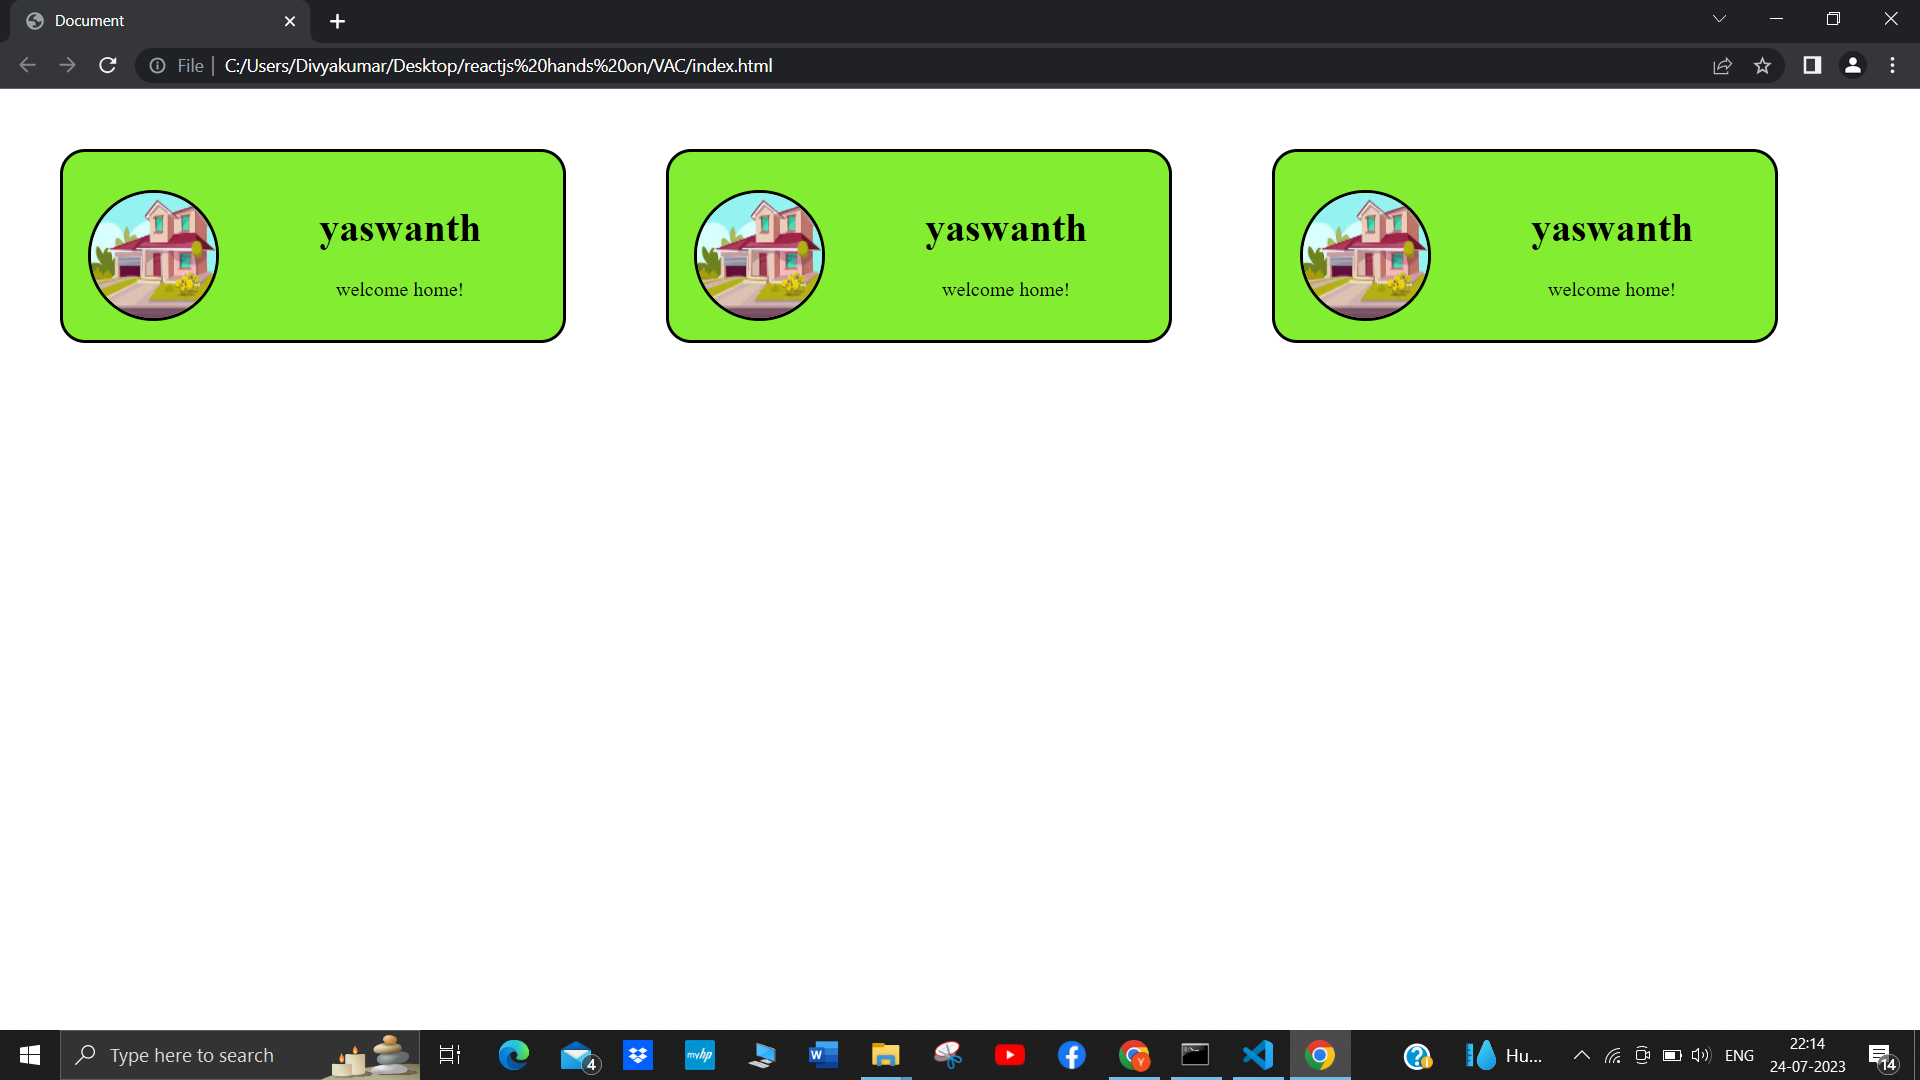 Document
File
C:/Users/Divyakumar/Desktop/reactjs%20hands%20on/VAC/index.html
yaswanth
welcome home!
yaswanth
welcome home!
yaswanth
welcome home!
Type here to search
4
myhp
W
Y
Hu...
ENG
22:14
24-07-2023
14